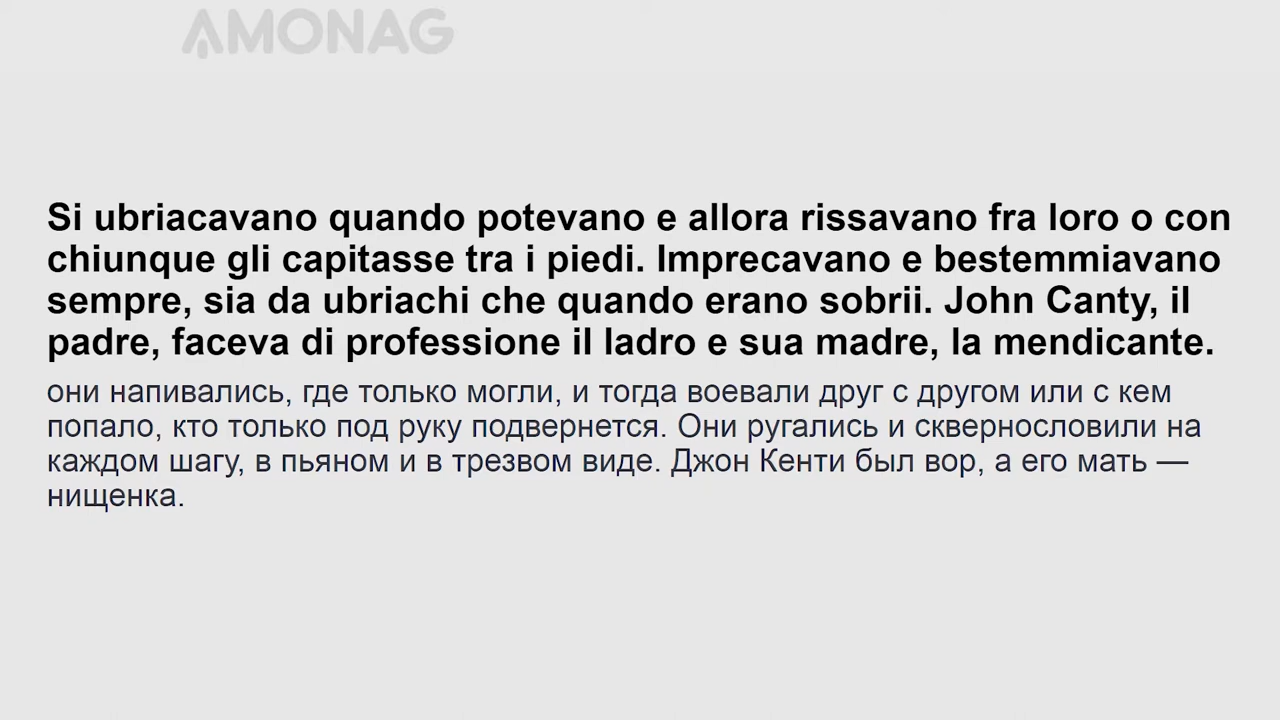 AMONAG
Si ubriacavano quando potevano e allora rissavano fra loro o con
chiunque gli capitasse tra i piedi. Imprecavano e bestemmiavano
sempre, sia da ubriachi che quando erano sobrii. John Canty, il
padre, faceva di professione il ladro e sua madre, la mendicante.
они напивались, где только могли, и тогда воевали друг с другом или с кем
попало, кто только под руку подвернется. Они ругались и сквернословили на
каждом шагу, в пьяном и в трезвом виде. Джон Кенти был вор, а его мать —
нищенка.